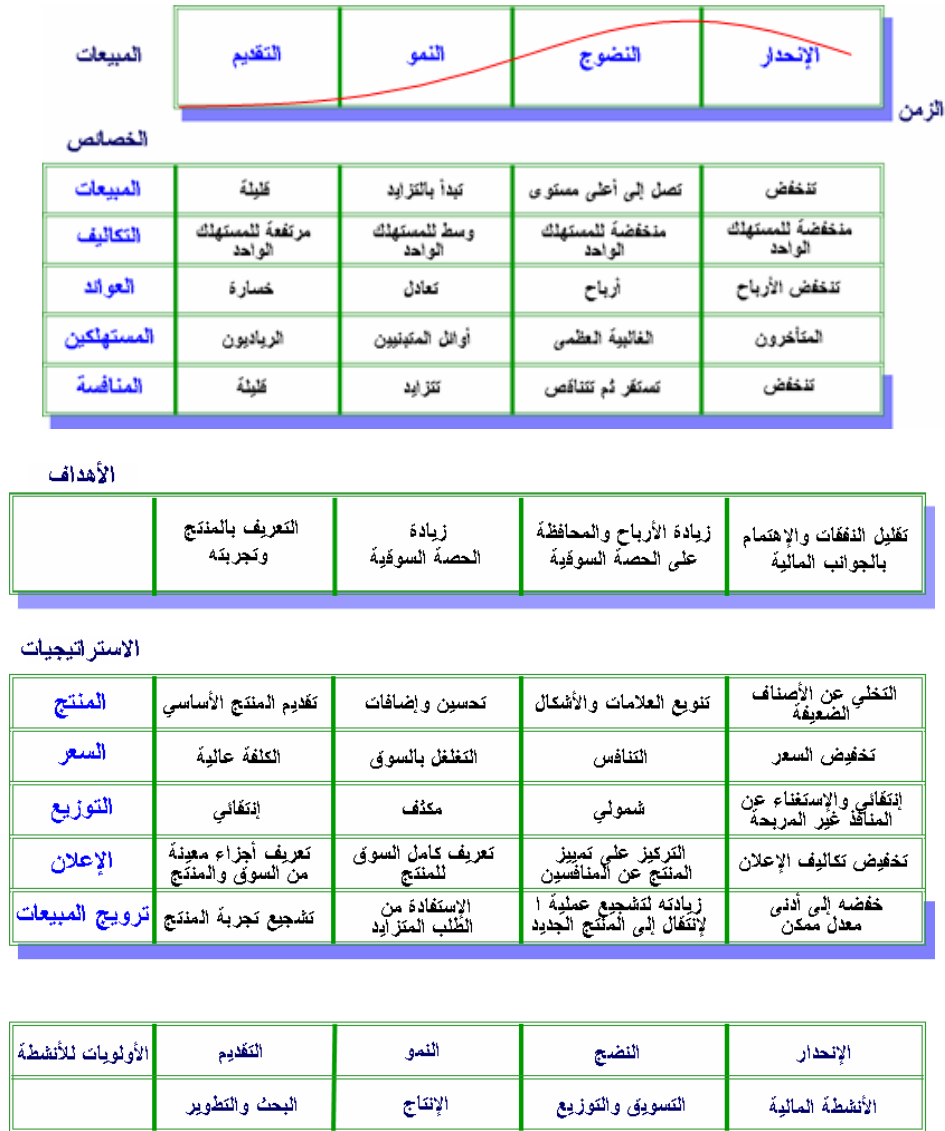 المبيعات التقديم النمو النضوج الإنحدار
الزمن
الخصائص
المبيعات قليلة تبدأ بالتزايد تصل إلى أعلى مستوى تنخفض
التكاليف مرتفعة للمستهلك وسط للمستهلك منخفضة للمستهلك منخفضة للمستهلك
الواحد الواحد الواحد الواحد
العوائد خسارة تعادل أرباح تنخفض الأرباح
المستهلكين الرياديون أوائل المتبنيين الغالبية العظمى المتأخرون
المنافسة قليلة تتزايد تستقر ثم تتناقص تنخفض
الأهداف
التعريف بالمنتج زيادة زيادة الأرباح والمحافظة تقليل النفقات والإهتمام
وتجربته الحصة السوقية على الحصة السوقية بالجوانب المالية
الاستراتيجيات
المنتج تقديم المنتج الأساسي تحسين وإضافات تنويع العلامات والأشكال التخلي عن الأصناف
الضعيفة
السعر الكلفة عالية التغلغل بالسوق التنافس تخفيض السعر
التوزيع إنتقائي مكثف شمولي إنتقائي والإستغناء عن
المنافذ غير المربحة
الإعلان تعريف أجزاء معينة تعريف كامل السوق التركيز علي تمييز تخفيض تكاليف الإعلان
من السوق والمنتج للمنتج المنتج عن المنافسين
ترويج المبيعات تشجيع تجربة المنتج الإستفادة من زيادته لتشجيع عملية ا خفضه إلى أدنى
الطلب المتزايد لإنتقال إلى المنتج الجديد معدل ممكن
الأولويات للأنشطة التقديم النمو النضج الإنحدار
البحث والتطوير الإنتاج التسويق والتوزيع الأنشطة المالية